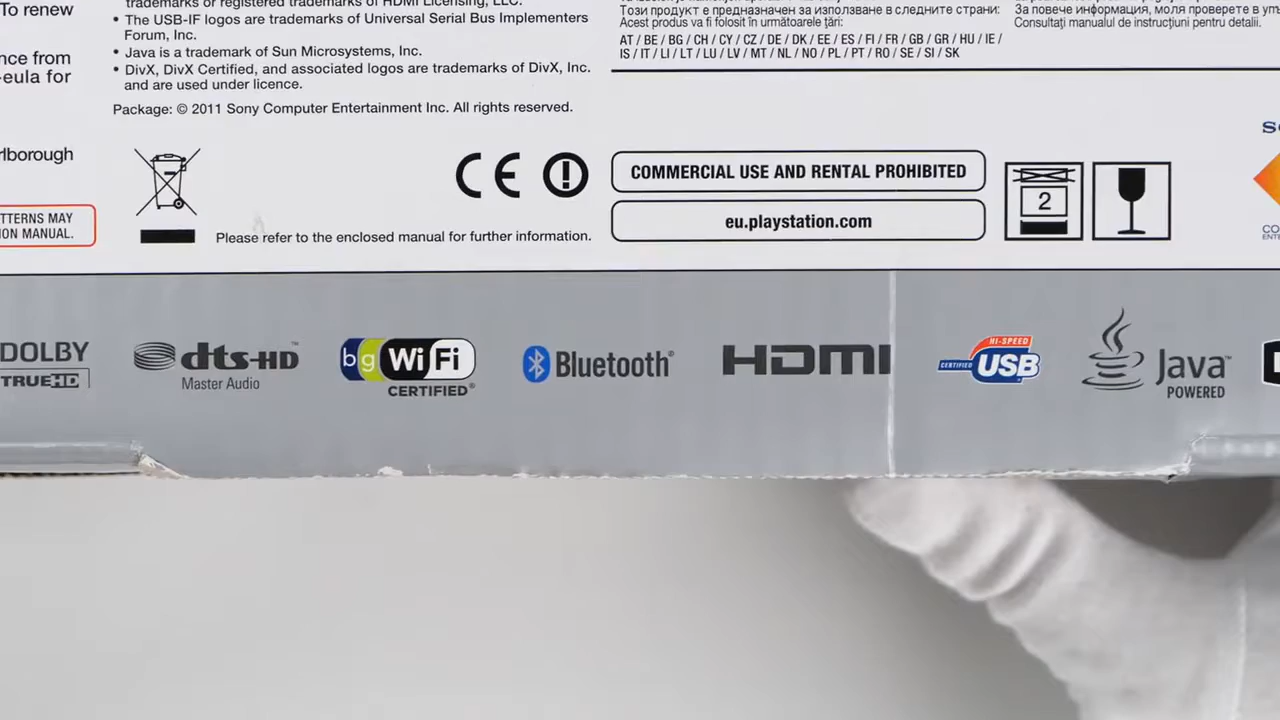 To renew
nce from
-eula for
rlborough
TTERNS MAY
ION MANUAL.
trademarks or registered trademarks of HDMI Licensing, LLC.
• The USB-IF logos are trademarks of Universal Serial Bus Implementers
Forum, Inc.
• Java is a trademark of Sun Microsystems, Inc.
• DivX, DivX Certified, and associated logos are trademarks of DivX, Inc.
and are used under licence.
Package: © 2011 Sony Computer Entertainment Inc. All rights reserved.
CE
Please refer to the enclosed manual for further information.
Този продукт е предназначен за използване в следните страни:
Acest produs va fi folosit în următoarele țări:
AT / BE / BG / CH / CY / CZ / DE / DK / EE / ES / FI / FR / GB / GR / HU / IE /
IS / IT / LI / LT / LU / LV / MT / NL / NO / PL / PT / RO / SE / SI / SK
За повече информация, моля проверете в
Consultați manualul de instrucțiuni pentru detalii.
COMMERCIAL USE AND RENTAL PROHIBITED
eu.playstation.com
2
DOLBY
TRUEHD
dts-HD™
Master Audio
bg Wi Fi
CERTIFIED®
Bluetooth®
HDMI
HI-SPEED
CERTIFIED USB
Java™
POWERED